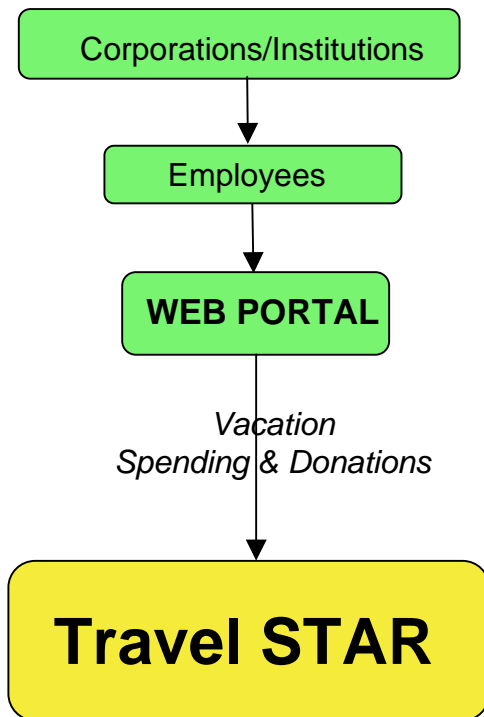 Corporations/Institutions
Employees
WEB PORTAL
Vacation
Spending & Donations
Travel STAR